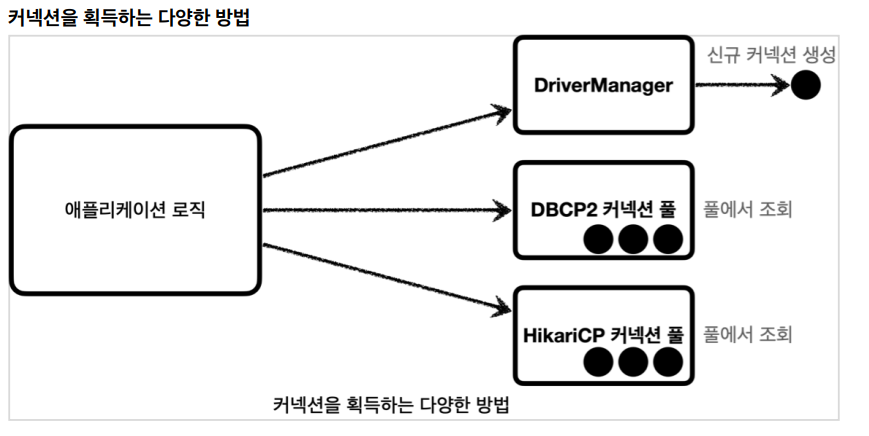 커넥션을 획득하는 다양한 방법
신규 커넥션 생성
DriverManager
애플리케이션 로직
DBCP2 커넥션 풀
풀에서 조회
HikariCP 커넥션 풀
풀에서 조회
커넥션을 획득하는 다양한 방법